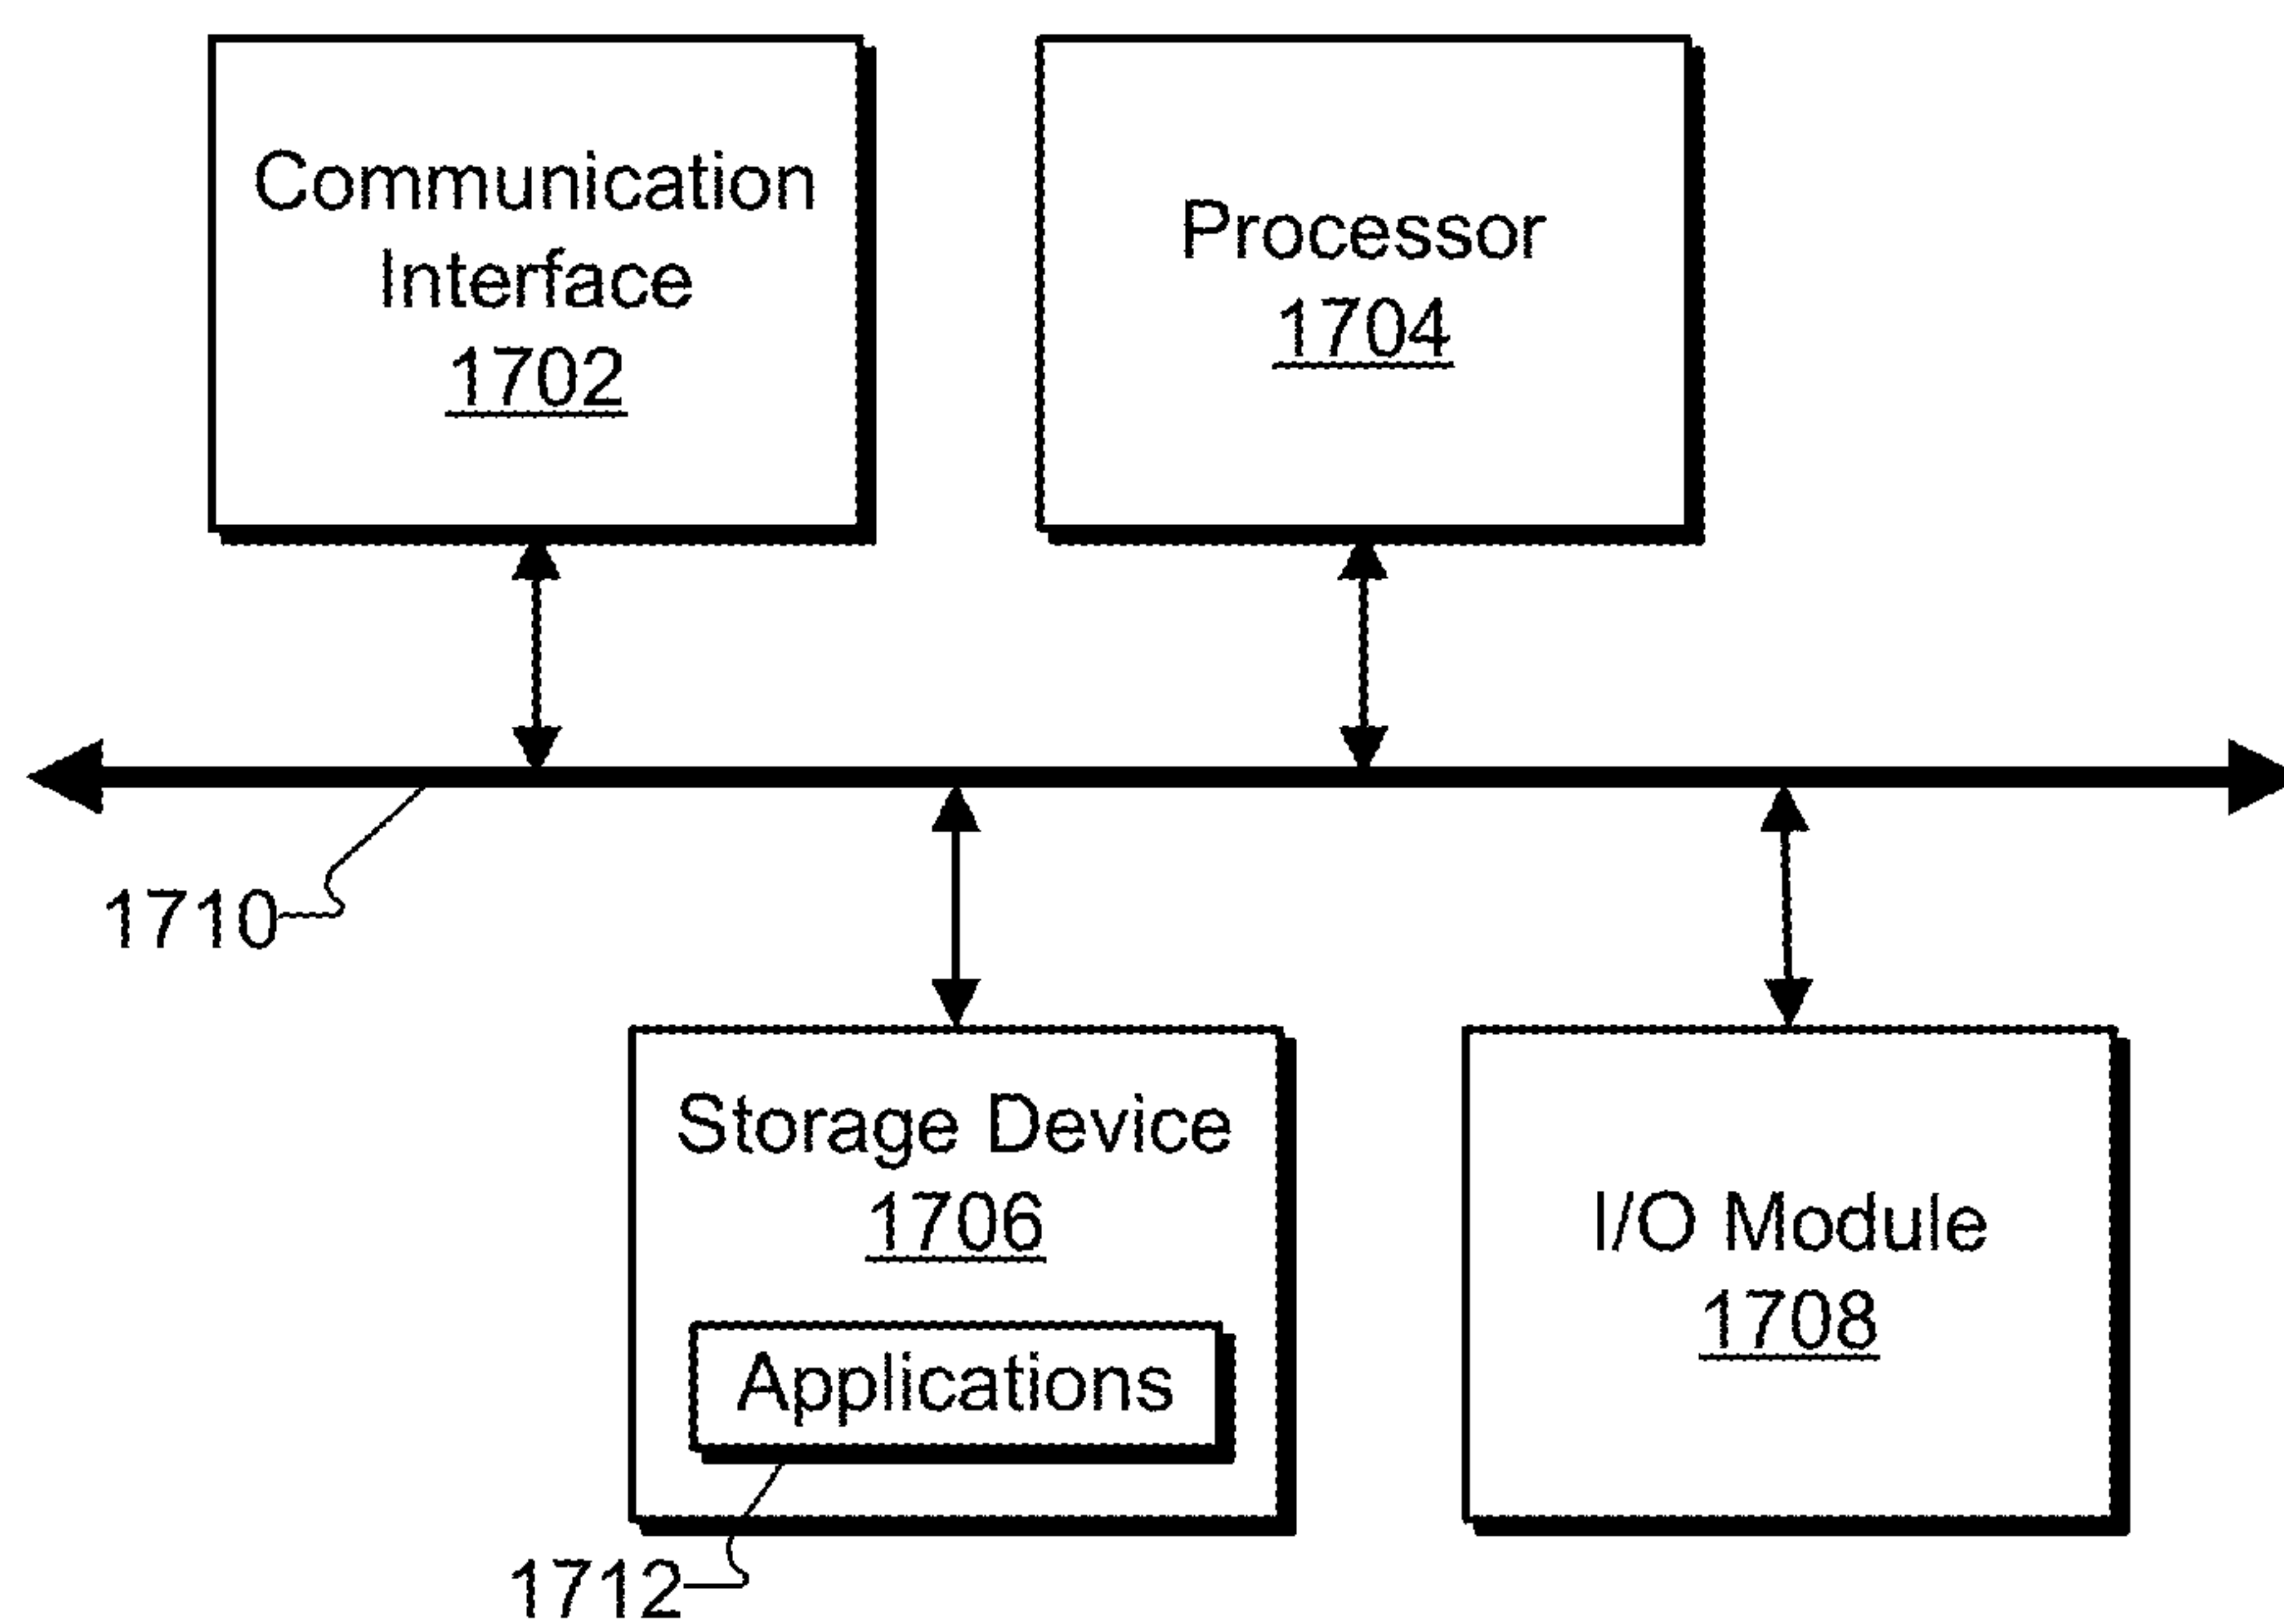 Communication
Interface
1702
Processor
1704
1710
Storage Device
1706
Applications
1712
I/O Module
1708